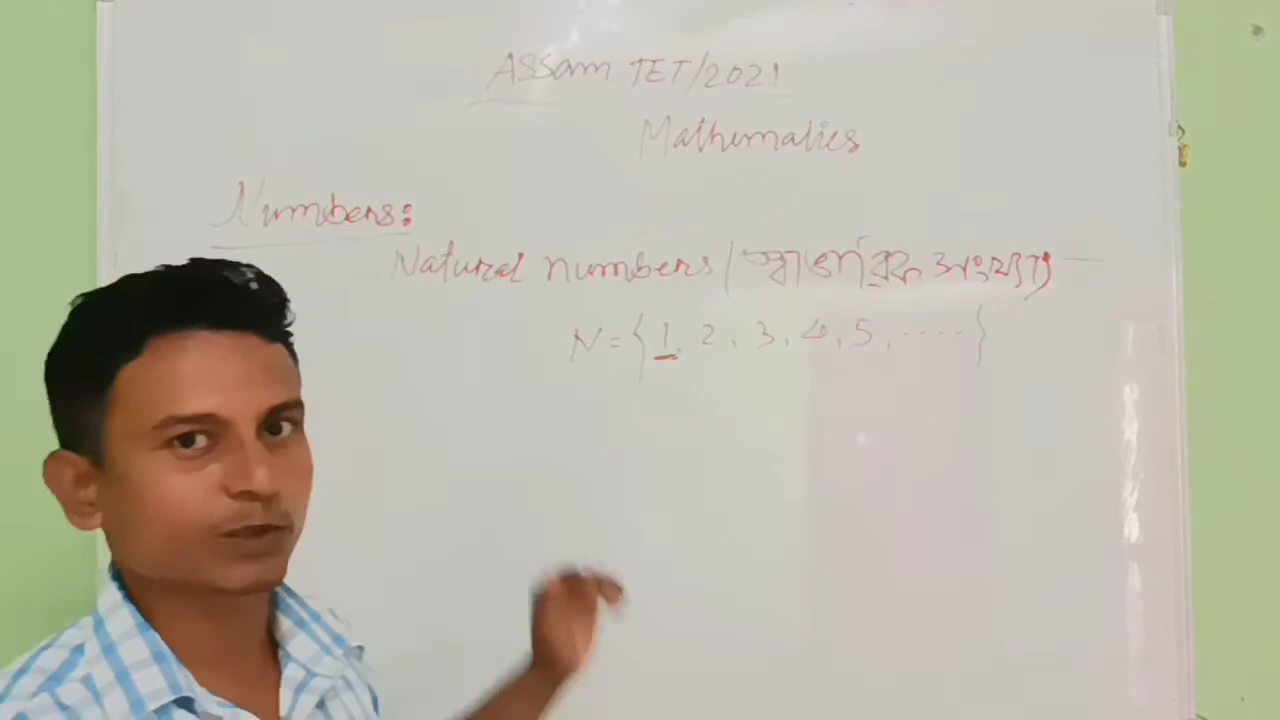 Assam TET/2021
Mathematics
Numbers:
Natural numbers / স্বাভাৱিক সংখ্যা —
N = { 1, 2, 3, 4, 5, ..... }